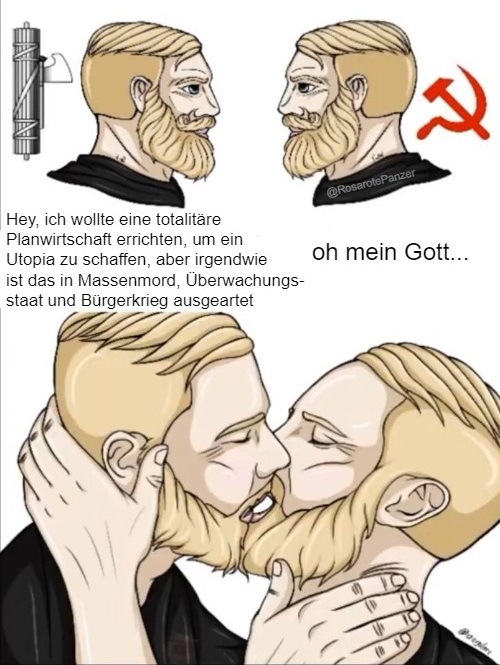 @RosarotePanzer
Hey, ich wollte eine totalitäre
Planwirtschaft errichten, um ein
Utopia zu schaffen, aber irgendwie
ist das in Massenmord, Überwachungs-
staat und Bürgerkrieg ausgeartet
oh mein Gott...